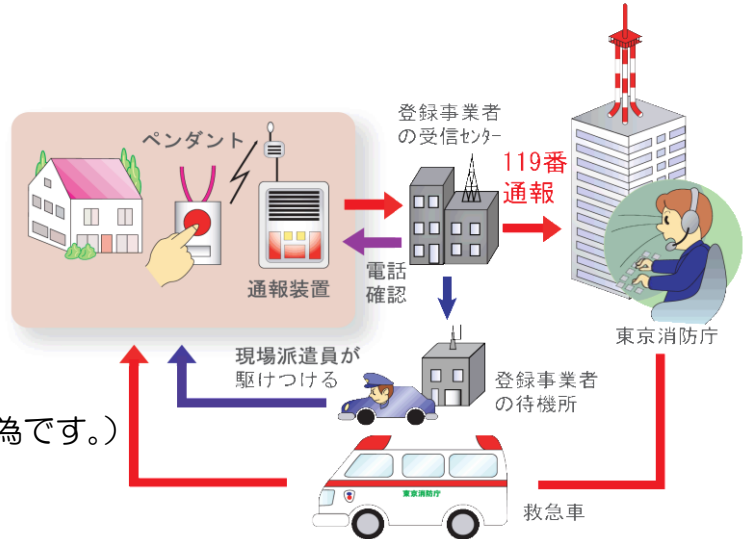 ペンダント
通報装置
登録事業者
の受信ｾﾝﾀｰ
119番
通報
電話
確認
東京消防庁
現場派遣員が
駆けつける
登録事業者
の待機所
為です。）
東京消防庁
救急車